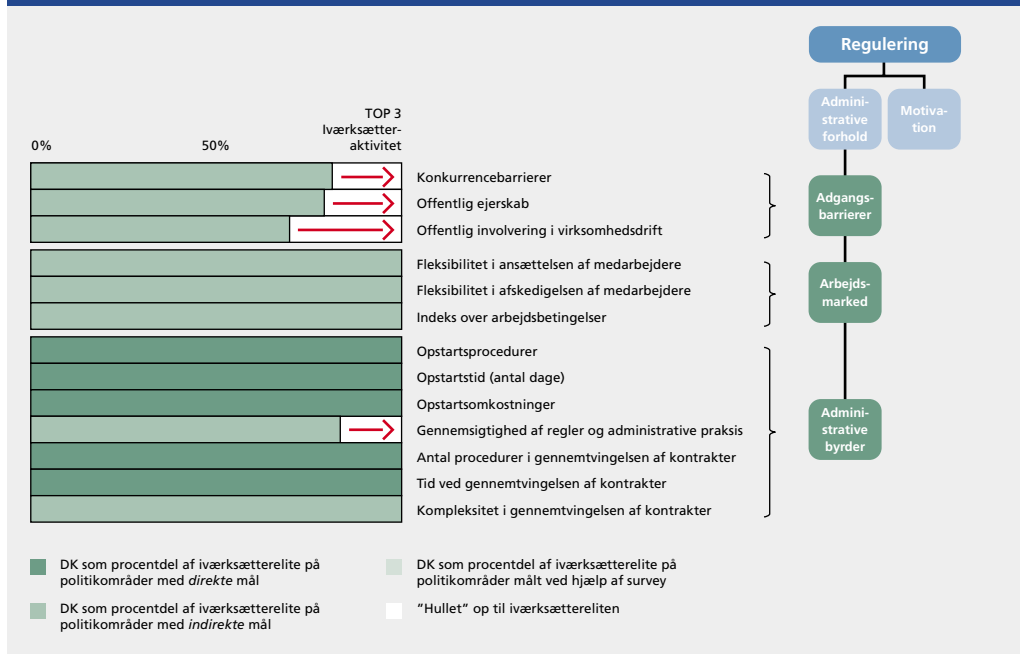 Regulering
Admini-
strative
forhold
Motiva-
tion
TOP 3
Iværksætter-
aktivitet
0%
50%
Konkurrencebarrierer
Offentlig ejerskab
Offentlig involvering i virksomhedsdrift
Adgangs-
barrierer
Fleksibilitet i ansættelsen af medarbejdere
Fleksibilitet i afskedigelsen af medarbejdere
Indeks over arbejdsbetingelser
Arbejds-
marked
Opstartsprocedurer
Opstartstid (antal dage)
Opstartsomkostninger
Gennemsigtighed af regler og administrative praksis
Antal procedurer i gennemtvingelsen af kontrakter
Tid ved gennemtvingelsen af kontrakter
Kompleksitet i gennemtvingelsen af kontrakter
Admini-
strative
byrder
DK som procentdel af iværksætterelite på
politikområder med direkte mål
DK som procentdel af iværksætterelite på
politikområder med indirekte mål
DK som procentdel af iværksætterelite på
politikområder målt ved hjælp af survey
"Hullet" op til iværksættereliten